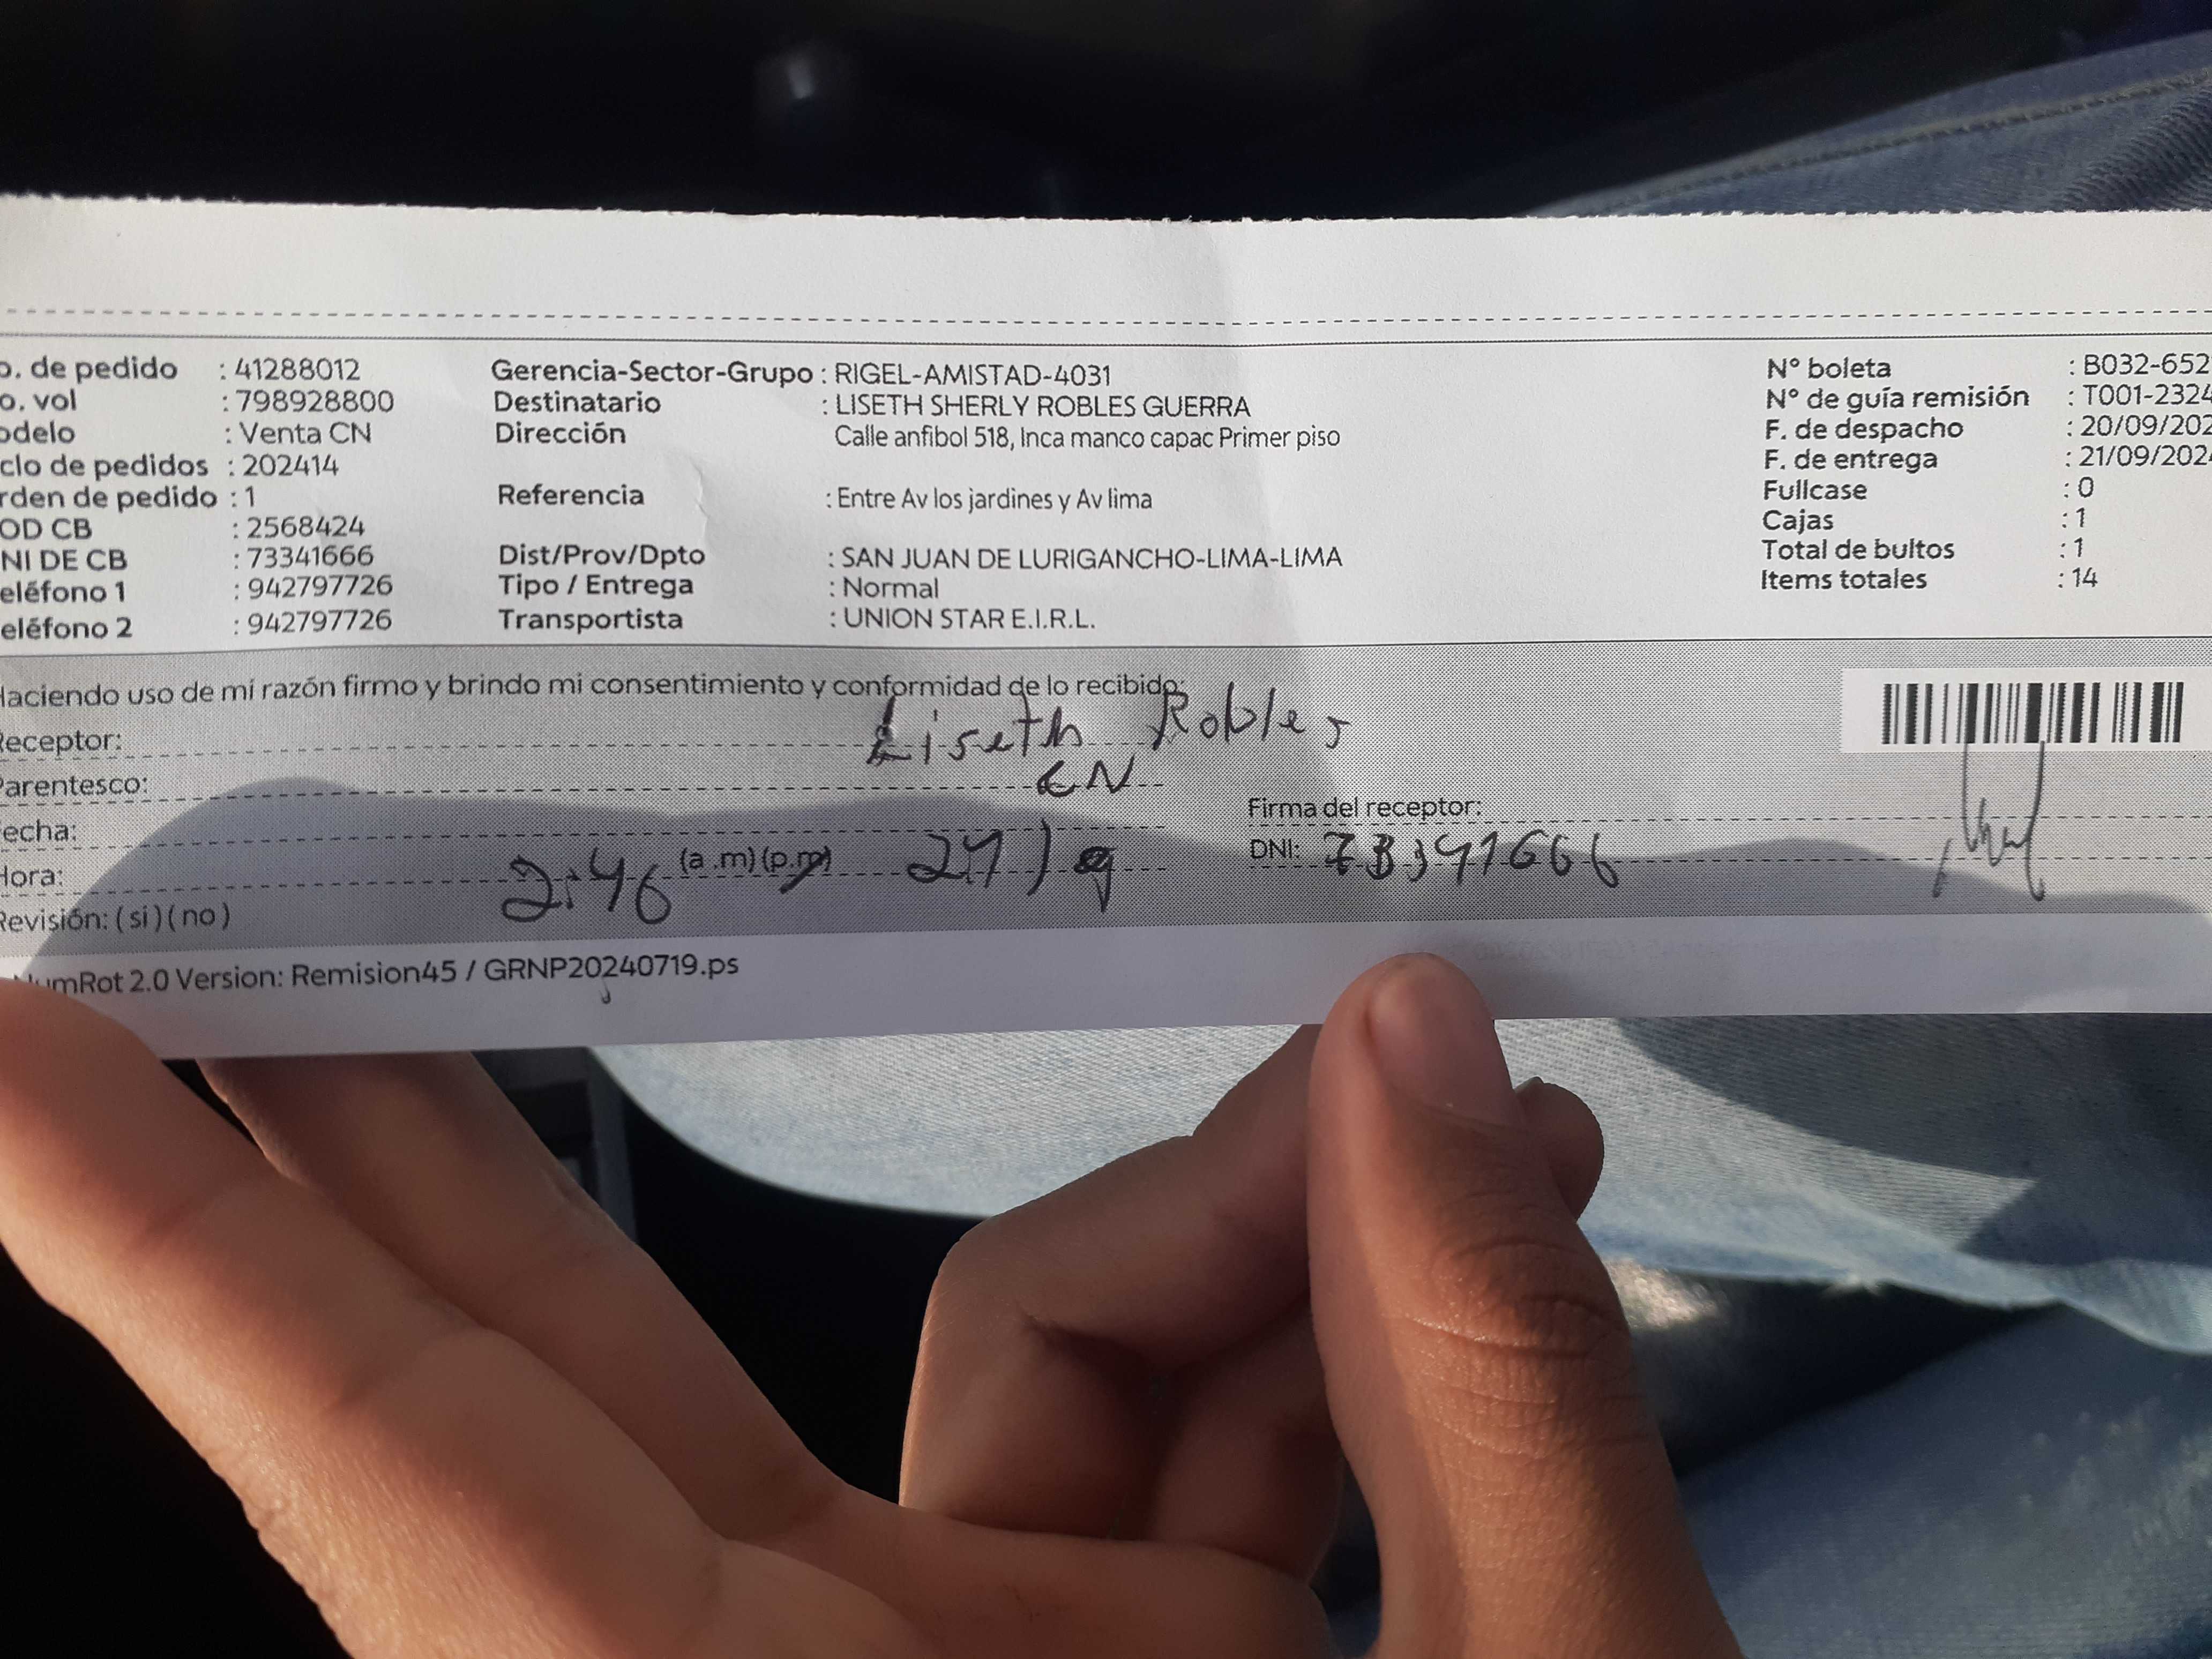 o. de pedido : 41288012 Gerencia-Sector-Grupo : RIGEL-AMISTAD-4031 N° boleta : B032-652
o. vol : 798928800 Destinatario : LISETH SHERLY ROBLES GUERRA N° de guía remisión : T001-2324
odelo : Venta CN Dirección Calle anfibol 518, Inca manco capac Primer piso F. de despacho : 20/09/202
clo de pedidos : 202414 F. de entrega : 21/09/202
rden de pedido : 1 Referencia : Entre Av los jardines y Av lima Fullcase : 0
OD CB : 2568424 Cajas : 1
NI DE CB : 73341666 Dist/Prov/Dpto : SAN JUAN DE LURIGANCHO-LIMA-LIMA Total de bultos : 1
eléfono 1 : 942797726 Tipo / Entrega : Normal Items totales : 14
eléfono 2 : 942797726 Transportista : UNION STAR E.I.R.L.
Haciendo uso de mi razón firmo y brindo mi consentimiento y conformidad de lo recibido:
Receptor: Liseth Robles
Parentesco: CN
echa: Firma del receptor:
Hora: 2:46 (a .m) (p.m) DNI: 73341666
Revisión: ( si ) ( no )
NumRot 2.0 Version: Remision45 / GRNP20240719.ps